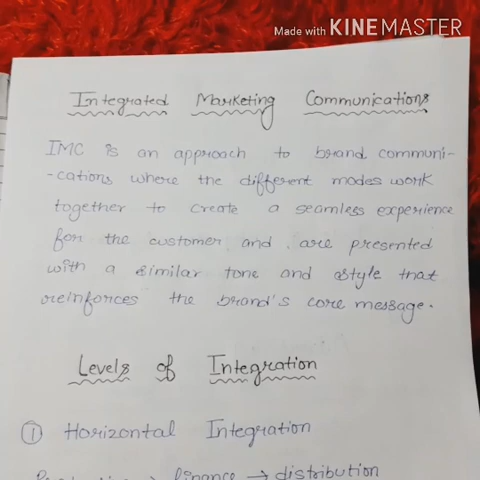 Made with KINEMASTER
Integrated Marketing Communications
IMC is an approach to brand communi-
-cations where the different modes work
together to create a seamless experience
for the customer and are presented
with a similar tone and style that
reinforces the brand's core message.
Levels of Integration
① Horizontal Integration
→ finance → distribution